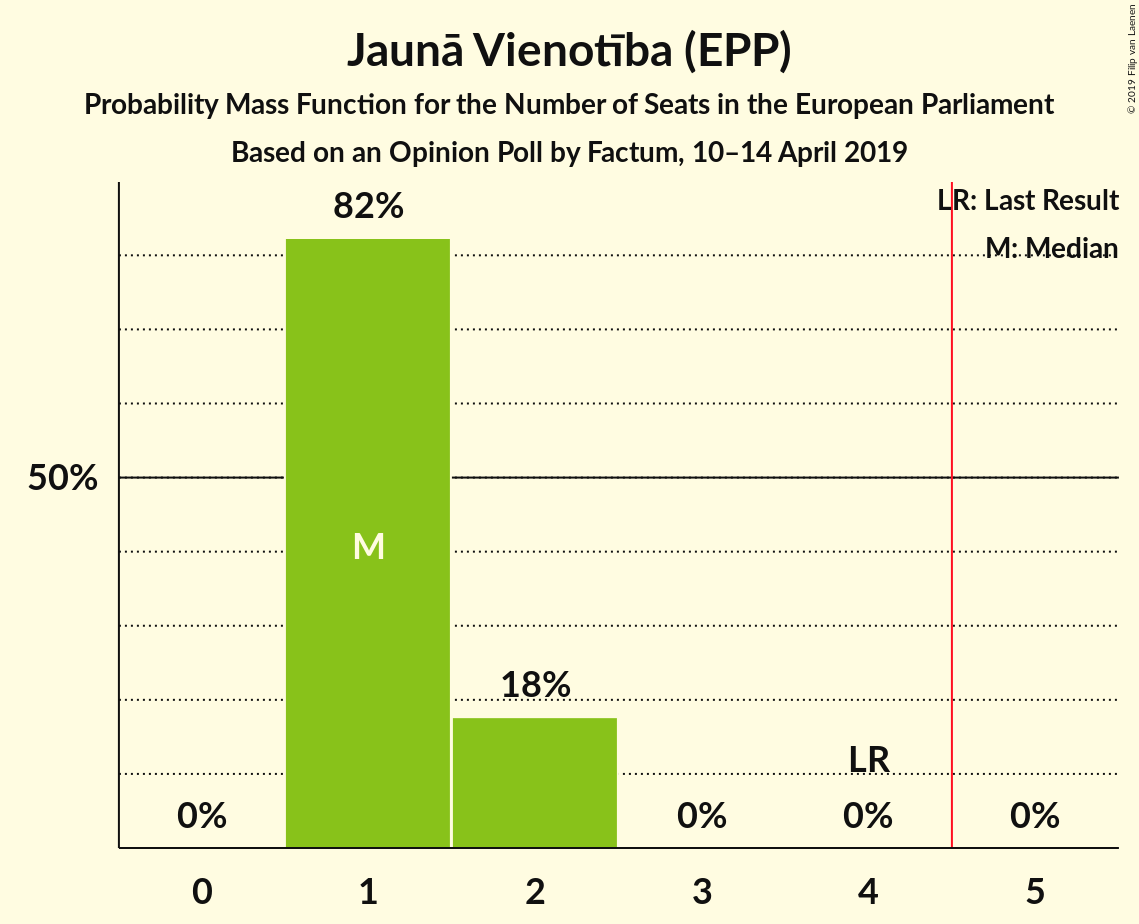 Jaunā Vienotība (EPP)
Probability Mass Function for the Number of Seats in the European Parliament
Based on an Opinion Poll by Factum, 10–14 April 2019
© 2019 Filip van Laenen
LR: Last Result
M: Median
82%
50%
M
18%
LR
0%
0%
0%
0%
0 1 2 3 4 5